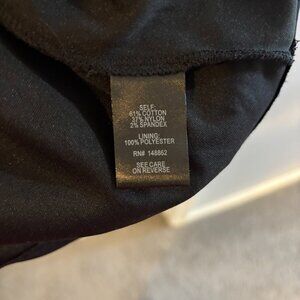 SELF:
61% COTTON
37% NYLON
2% SPANDEX
LINING:
100% POLYESTER
RN# 148862
SEE CARE
ON REVERSE